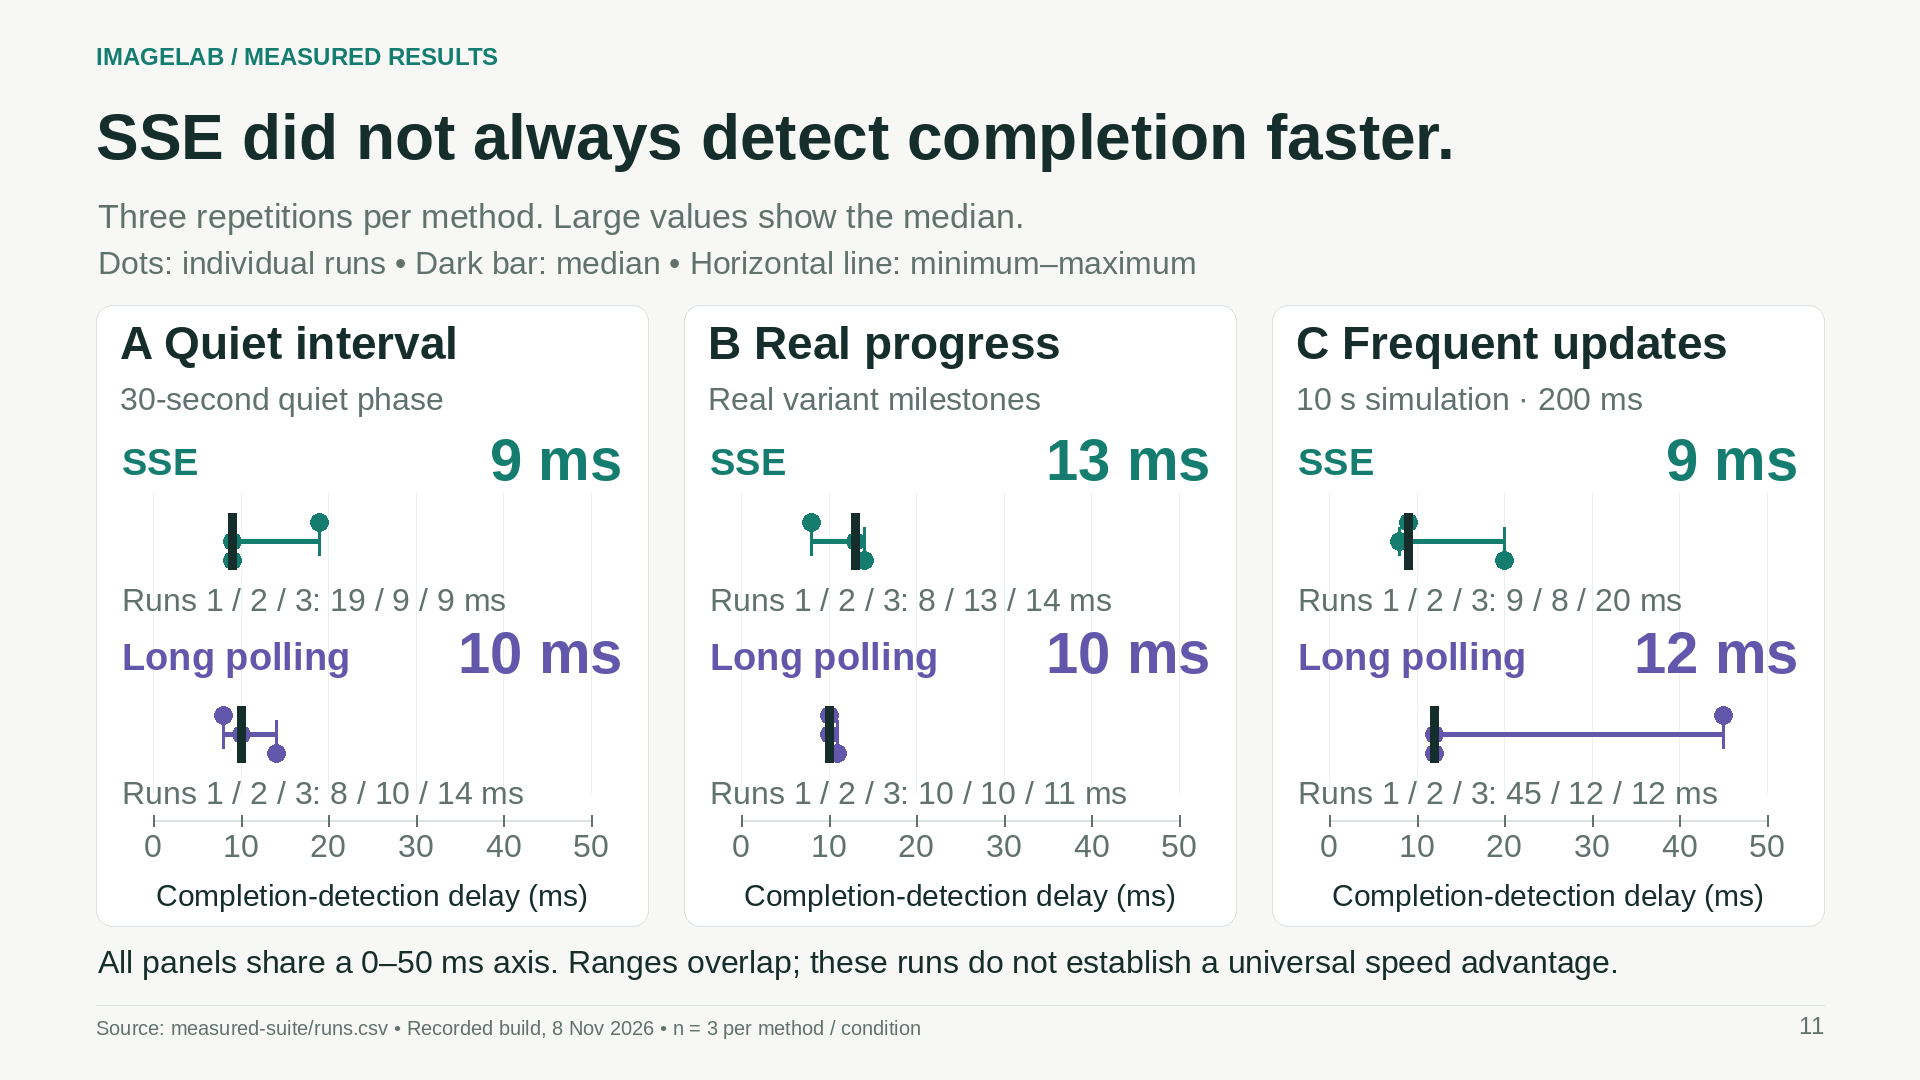 IMAGELAB / MEASURED RESULTS
SSE did not always detect completion faster.
Three repetitions per method. Large values show the median.
Dots: individual runs • Dark bar: median • Horizontal line: minimum–maximum
A Quiet interval
30-second quiet phase
SSE 9 ms
Runs 1 / 2 / 3: 19 / 9 / 9 ms
Long polling 10 ms
Runs 1 / 2 / 3: 8 / 10 / 14 ms
0 10 20 30 40 50
Completion-detection delay (ms)
B Real progress
Real variant milestones
SSE 13 ms
Runs 1 / 2 / 3: 8 / 13 / 14 ms
Long polling 10 ms
Runs 1 / 2 / 3: 10 / 10 / 11 ms
0 10 20 30 40 50
Completion-detection delay (ms)
C Frequent updates
10 s simulation · 200 ms
SSE 9 ms
Runs 1 / 2 / 3: 9 / 8 / 20 ms
Long polling 12 ms
Runs 1 / 2 / 3: 45 / 12 / 12 ms
0 10 20 30 40 50
Completion-detection delay (ms)
All panels share a 0–50 ms axis. Ranges overlap; these runs do not establish a universal speed advantage.
Source: measured-suite/runs.csv • Recorded build, 8 Nov 2026 • n = 3 per method / condition
11